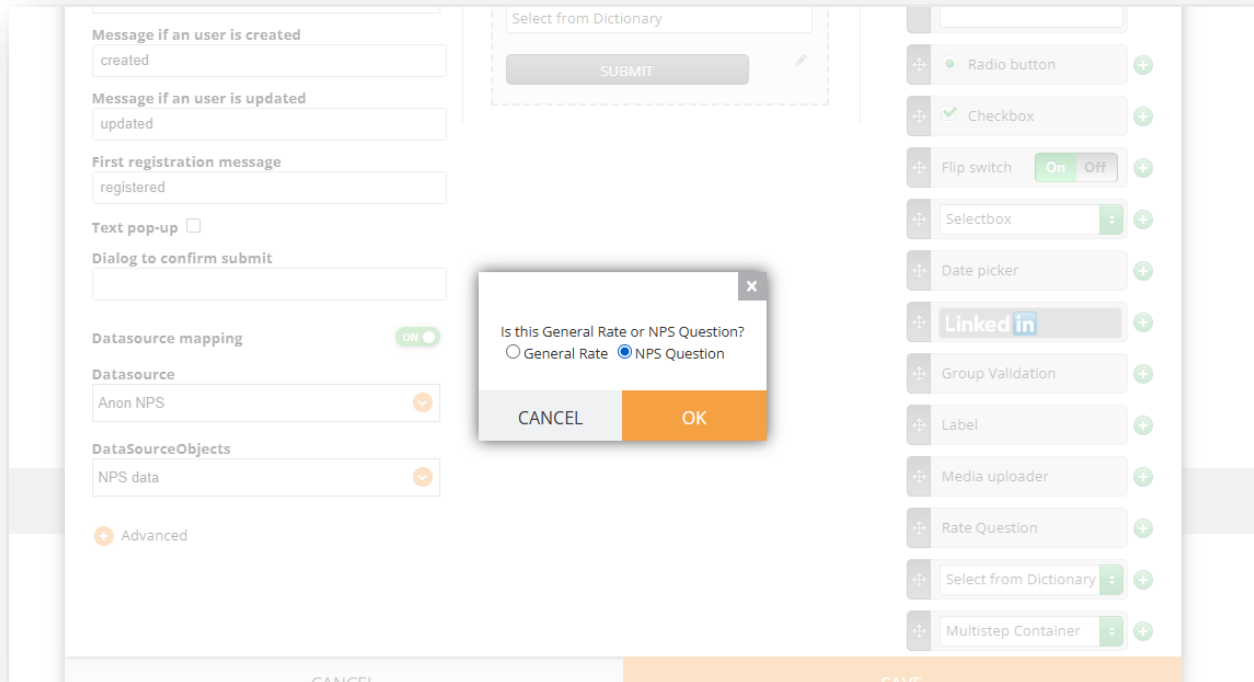 Message if an user is created
created
Message if an user is updated
updated
First registration message
registered
Text pop-up
Dialog to confirm submit
Datasource mapping
ON
Datasource
Anon NPS
DataSourceObjects
NPS data
Advanced
Select from Dictionary
SUBMIT
x
Is this General Rate or NPS Question?
General Rate NPS Question
CANCEL OK
Radio button
Checkbox
Flip switch On Off
Selectbox
Date picker
Linked in
Group Validation
Label
Media uploader
Rate Question
Select from Dictionary
Multistep Container
CANCEL SAVE